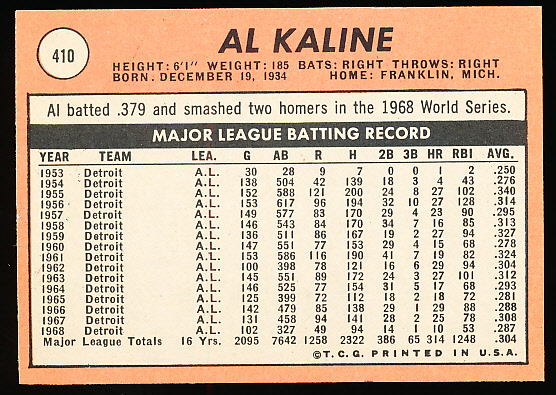 410
AL KALINE
HEIGHT: 6'1" WEIGHT: 185 BATS: RIGHT THROWS: RIGHT
BORN: DECEMBER 19, 1934 HOME: FRANKLIN, MICH.
Al batted .379 and smashed two homers in the 1968 World Series.
MAJOR LEAGUE BATTING RECORD
YEAR TEAM LEA. G AB R H 2B 3B HR RBI AVG.
1953 Detroit A.L. 30 28 9 7 0 0 1 2 .250
1954 Detroit A.L. 138 504 42 139 18 3 4 43 .276
1955 Detroit A.L. 152 588 121 200 24 8 27 102 .340
1956 Detroit A.L. 153 617 96 194 32 10 27 128 .314
1957 Detroit A.L. 149 577 83 170 29 4 23 90 .295
1958 Detroit A.L. 146 543 84 170 34 7 16 85 .313
1959 Detroit A.L. 136 511 86 167 19 2 27 94 .327
1960 Detroit A.L. 147 551 77 153 29 4 15 68 .278
1961 Detroit A.L. 153 586 116 190 41 7 19 82 .324
1962 Detroit A.L. 100 398 78 121 16 6 29 94 .304
1963 Detroit A.L. 145 551 89 172 24 3 27 101 .312
1964 Detroit A.L. 146 525 77 154 31 5 17 68 .293
1965 Detroit A.L. 125 399 72 112 18 2 18 72 .281
1966 Detroit A.L. 142 479 85 138 29 1 29 88 .288
1967 Detroit A.L. 131 458 94 141 28 2 25 78 .308
1968 Detroit A.L. 102 327 49 94 14 1 10 53 .287
Major League Totals 16 Yrs. 2095 7642 1258 2322 386 65 314 1248 .304
©T.C.G. PRINTED IN U.S.A.